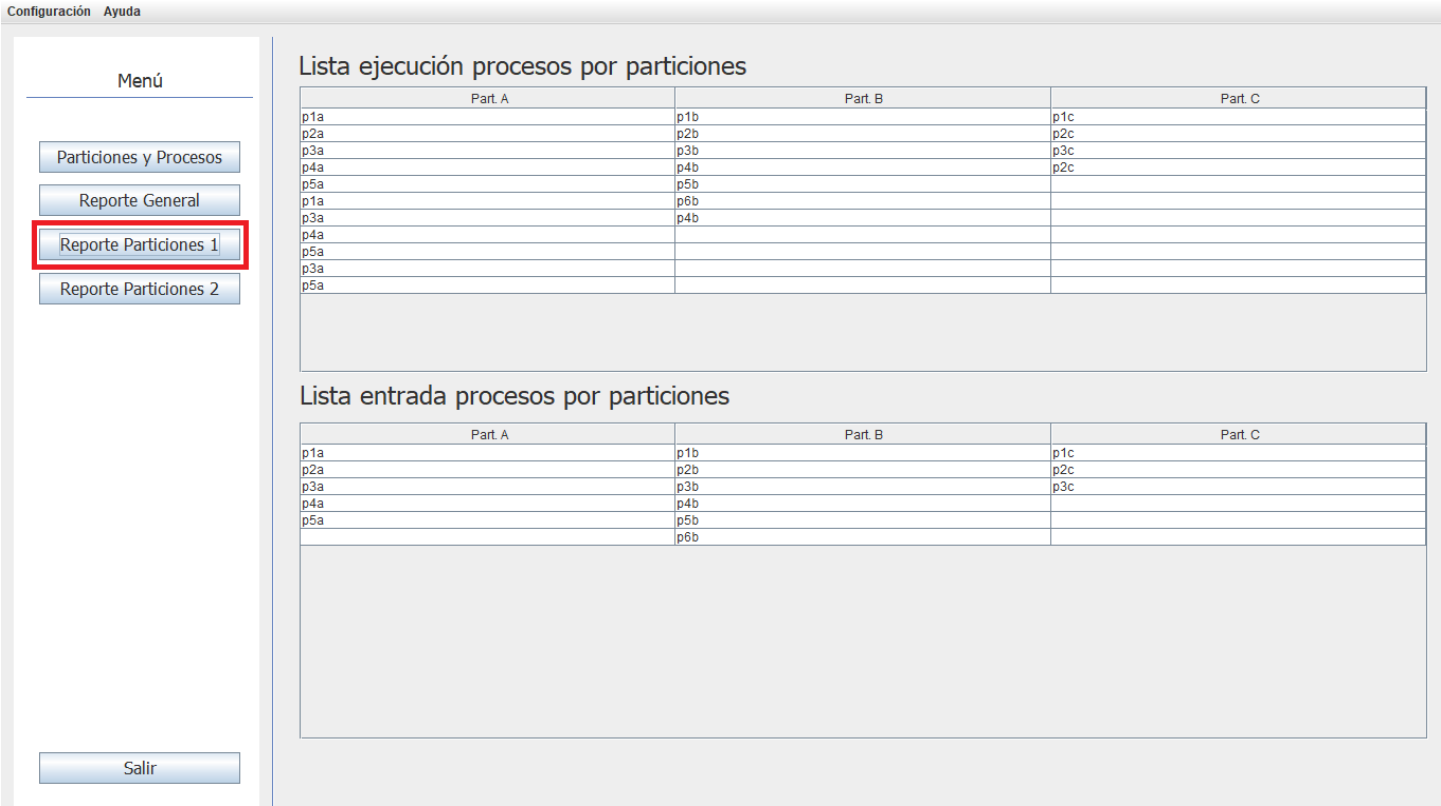 Configuración Ayuda
Menú
Particiones y Procesos
Reporte General
Reporte Particiones 1
Reporte Particiones 2
Salir
Lista ejecución procesos por particiones
Part. A Part. B Part. C
p1a p1b p1c
p2a p2b p2c
p3a p3b p3c
p4a p4b p2c
p5a p5b
p1a p6b
p3a p4b
p4a
p5a
p3a
p5a
Lista entrada procesos por particiones
Part. A Part. B Part. C
p1a p1b p1c
p2a p2b p2c
p3a p3b p3c
p4a p4b
p5a p5b
p6b